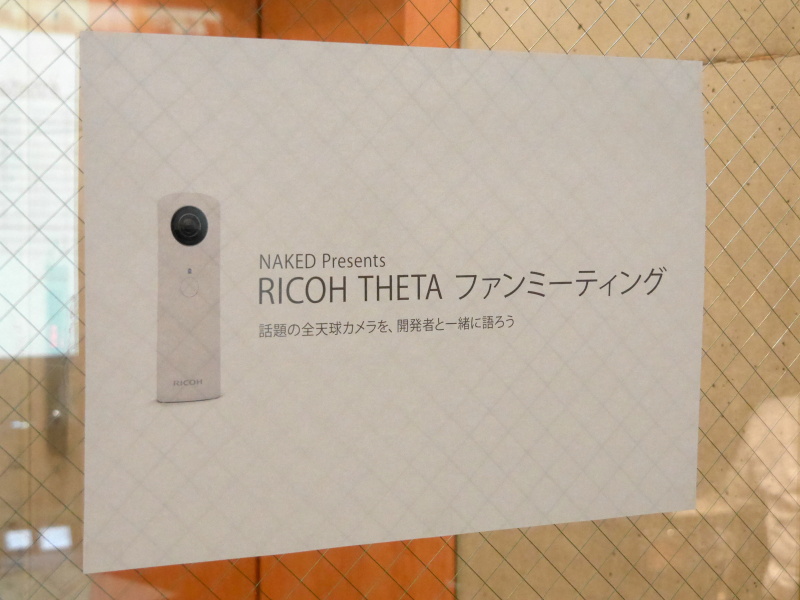 NAKED Presents
RICOH THETA ファンミーティング
話題の全天球カメラを、開発者と一緒に語ろう
RICOH